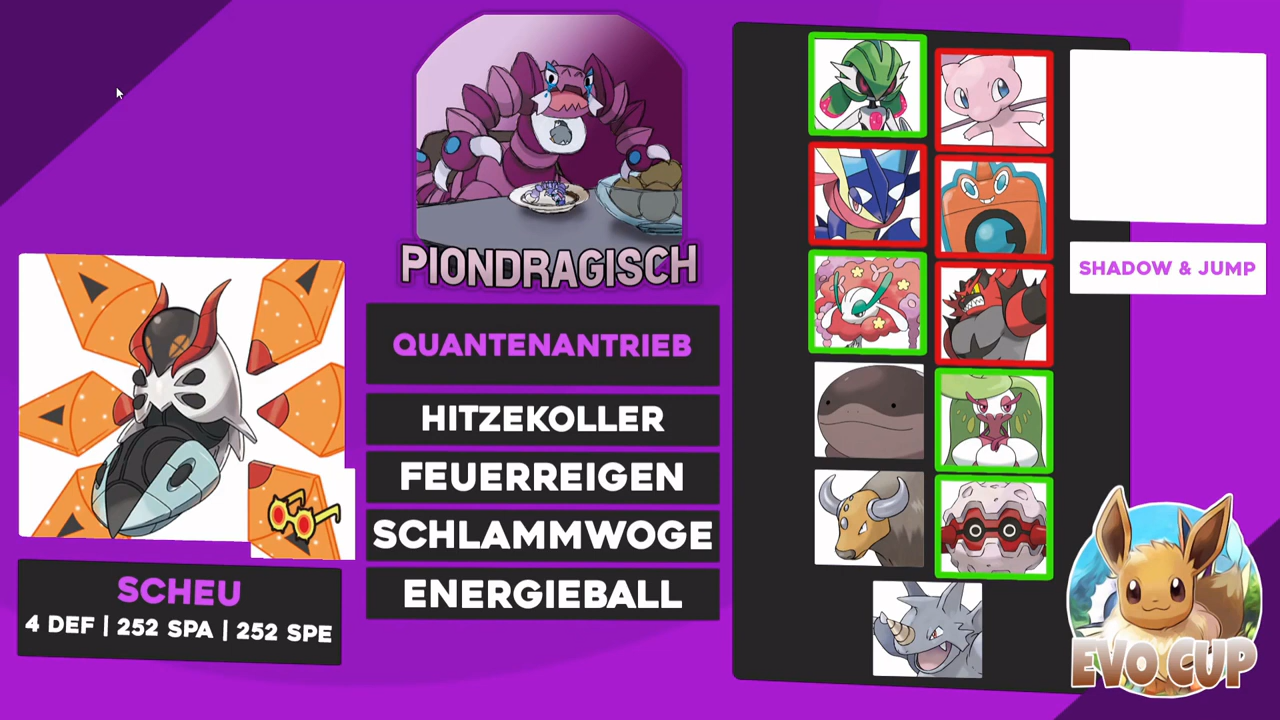 PIONDRAGISCH
QUANTENANTRIEB
HITZEKOLLER
FEUERREIGEN
SCHLAMMWOGE
ENERGIEBALL
SCHEU
4 DEF | 252 SPA | 252 SPE
SHADOW & JUMP
EVO CUP